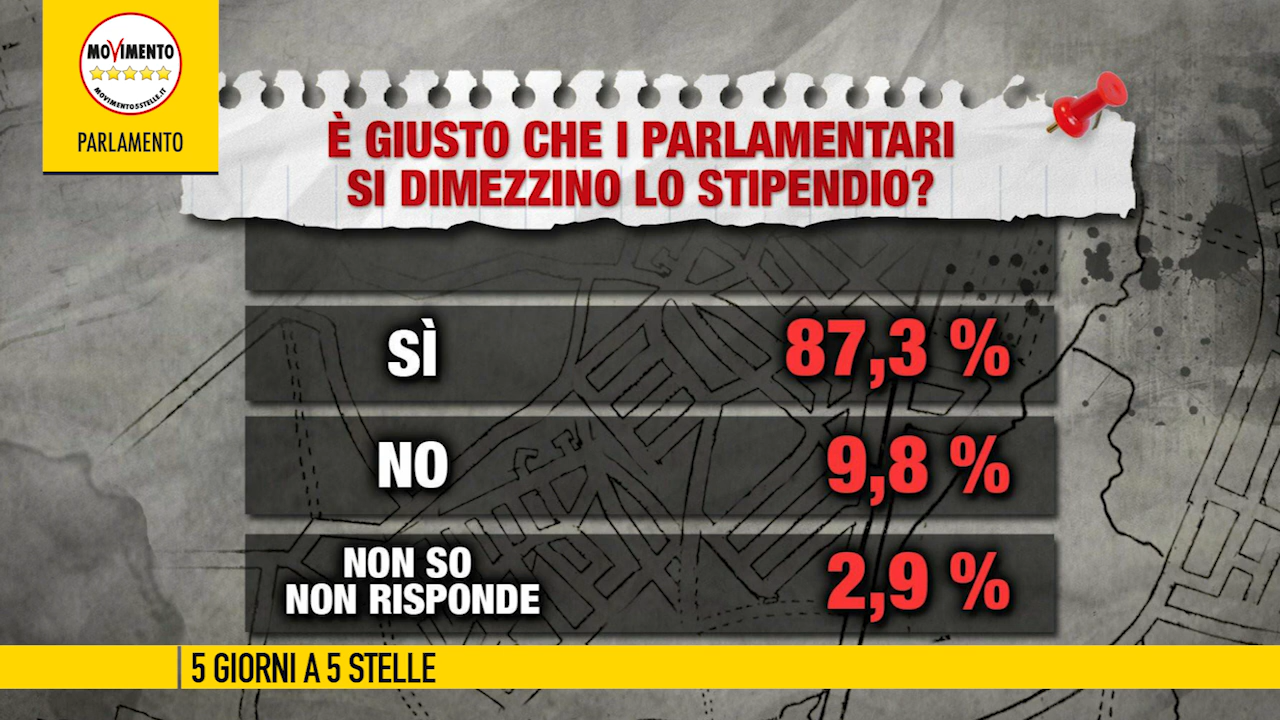 MOVIMENTO
MOVIMENTO5STELLE.IT
PARLAMENTO
È GIUSTO CHE I PARLAMENTARI
SI DIMEZZINO LO STIPENDIO?
SÌ 87,3 %
NO 9,8 %
NON SO
NON RISPONDE 2,9 %
5 GIORNI A 5 STELLE